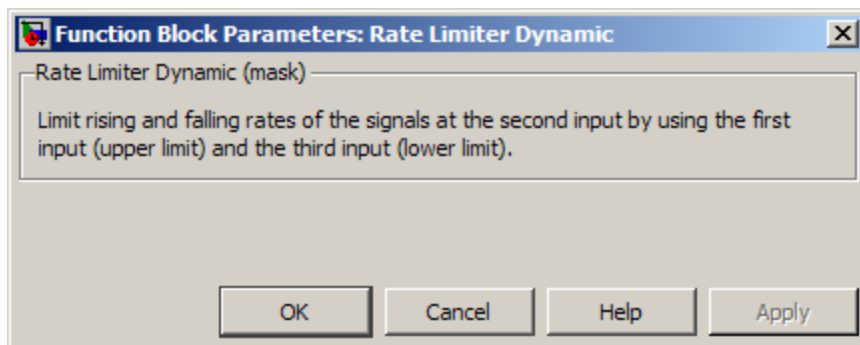 Function Block Parameters: Rate Limiter Dynamic
Rate Limiter Dynamic (mask)
Limit rising and falling rates of the signals at the second input by using the first
input (upper limit) and the third input (lower limit).
OK Cancel Help Apply